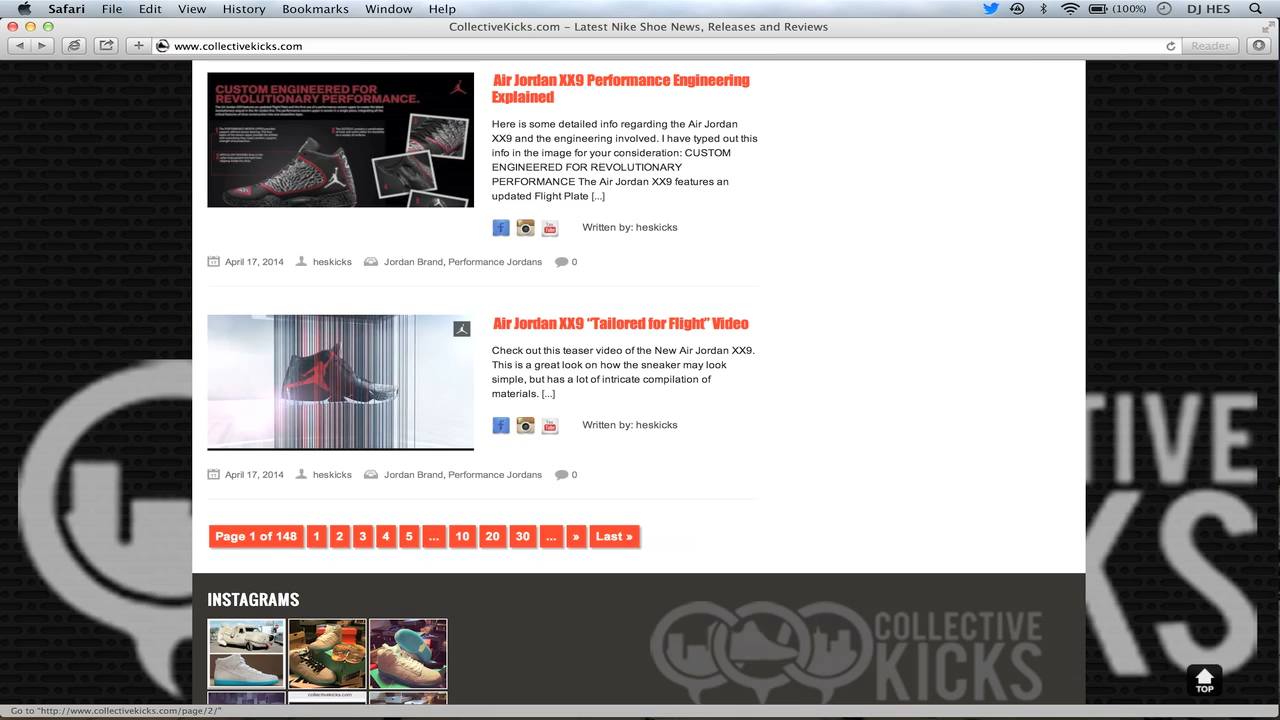 Safari File Edit View History Bookmarks Window Help (100%) DJ HES
CollectiveKicks.com – Latest Nike Shoe News, Releases and Reviews
www.collectivekicks.com Reader
CUSTOM ENGINEERED FOR
REVOLUTIONARY PERFORMANCE.
Air Jordan XX9 Performance Engineering
Explained
Here is some detailed info regarding the Air Jordan
XX9 and the engineering involved. I have typed out this
info in the image for your consideration: CUSTOM
ENGINEERED FOR REVOLUTIONARY
PERFORMANCE The Air Jordan XX9 features an
updated Flight Plate [...]
You
Tube
Written by: heskicks
April 17, 2014 heskicks Jordan Brand, Performance Jordans 0
Air Jordan XX9 “Tailored for Flight” Video
Check out this teaser video of the New Air Jordan XX9.
This is a great look on how the sneaker may look
simple, but has a lot of intricate compilation of
materials. [...]
You
Tube
Written by: heskicks
April 17, 2014 heskicks Jordan Brand, Performance Jordans 0
Page 1 of 148 1 2 3 4 5 ... 10 20 30 ... » Last »
INSTAGRAMS
collectivekicks.com
COLLECTIVE
KICKS
TIVE
KS
TOP
Go to "http://www.collectivekicks.com/page/2/"